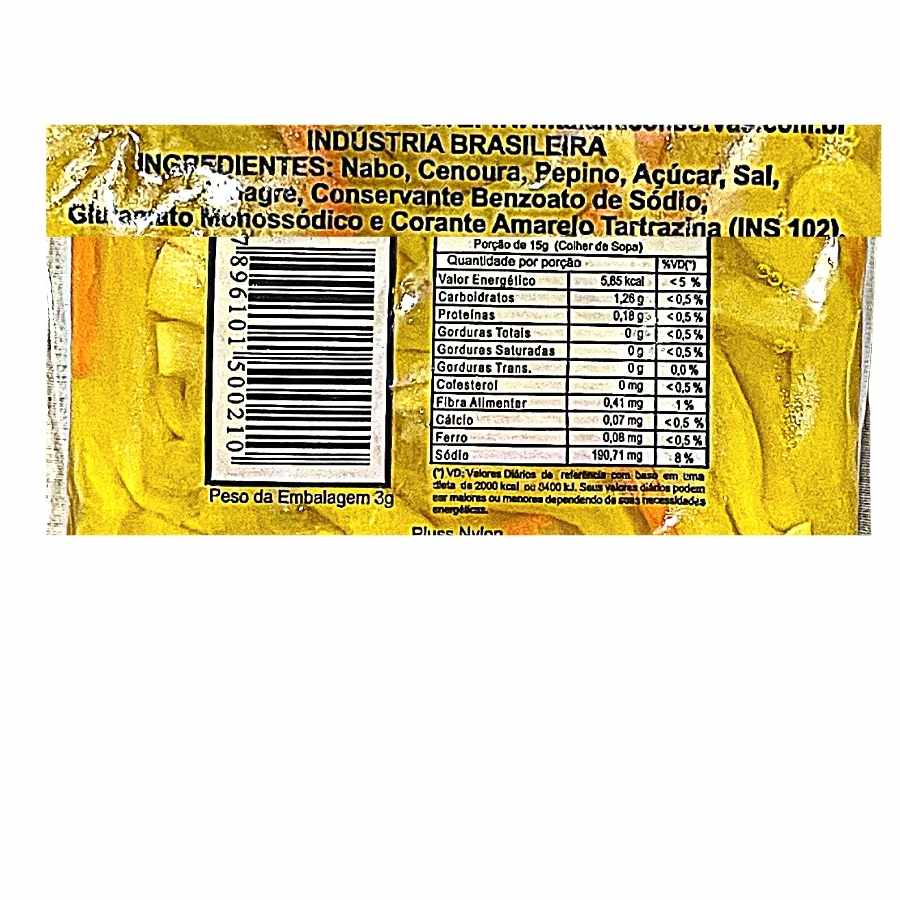 INDÚSTRIA BRASILEIRA
INGREDIENTES: Nabo, Cenoura, Pepino, Açúcar, Sal,
Conservante Benzoato de Sódio,
Monossódico e Corante Amarelo Tartrazina (INS 102).
7896101500210
Peso da Embalagem 3g
Porção de 15g (Colher de Sopa)
Quantidade por porção %VD(*)
Valor Energético 5,85 kcal <5 %
Carboidratos 1,26 g <0,5 %
Proteínas 0,18 g <0,5 %
Gorduras Totais 0 g <0,5 %
Gorduras Saturadas 0 g <0,5 %
Gorduras Trans. 0 g 0,0 %
Colesterol 0 mg <0,5 %
Fibra Alimentar 0,41 mg 1 %
Cálcio 0,07 mg <0,5 %
Ferro 0,08 mg <0,5 %
Sódio 190,71 mg 8 %
(*) VD: Valores Diários de referência com base em uma
dieta de 2000 kcal ou 8400 kJ. Seus valores diários podem
ser maiores ou menores dependendo de suas necessidades
energéticas.
Pluss Nylon